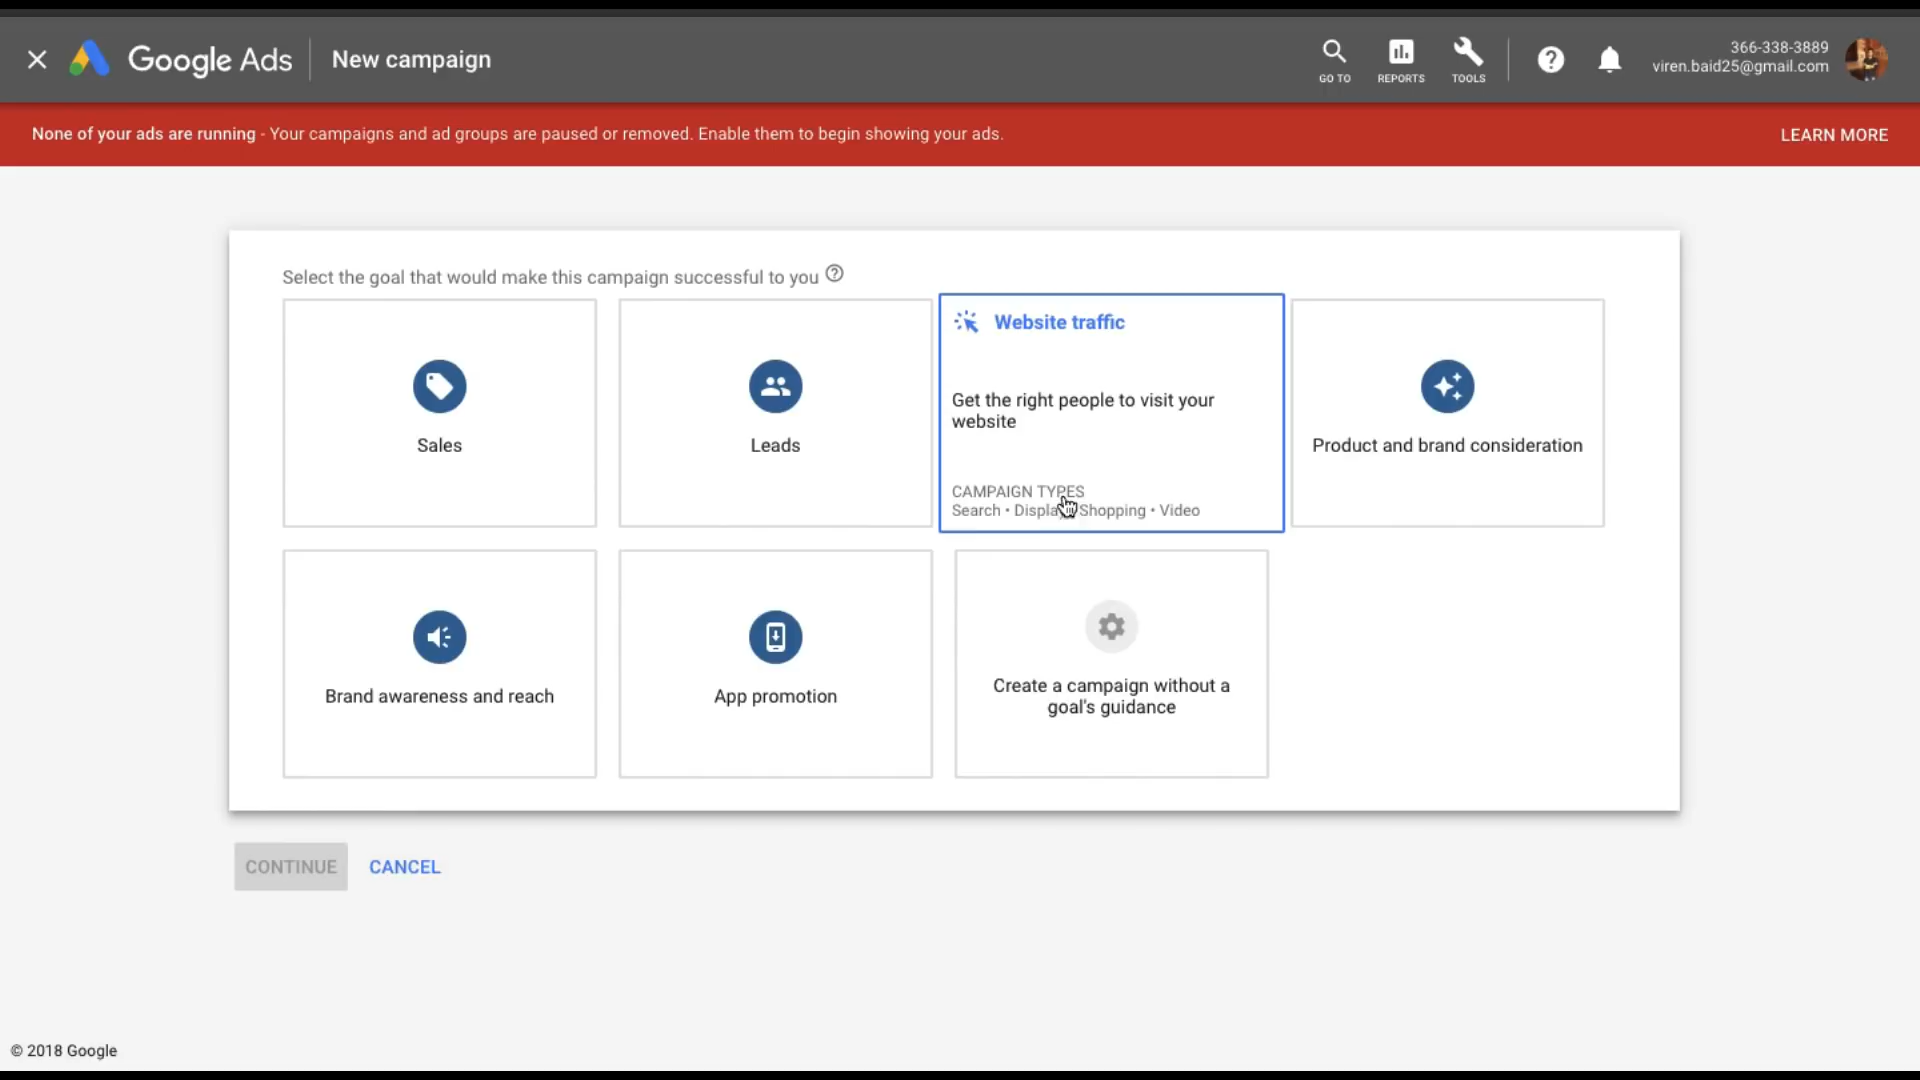 Google Ads
New campaign
GO TO
REPORTS
TOOLS
366-338-3889
viren.baid25@gmail.com
None of your ads are running - Your campaigns and ad groups are paused or removed. Enable them to begin showing your ads.
LEARN MORE
Select the goal that would make this campaign successful to you
Sales
Leads
Website traffic
Get the right people to visit your
website
CAMPAIGN TYPES
Search • Display • Shopping • Video
Product and brand consideration
Brand awareness and reach
App promotion
Create a campaign without a
goal's guidance
CONTINUE
CANCEL
© 2018 Google